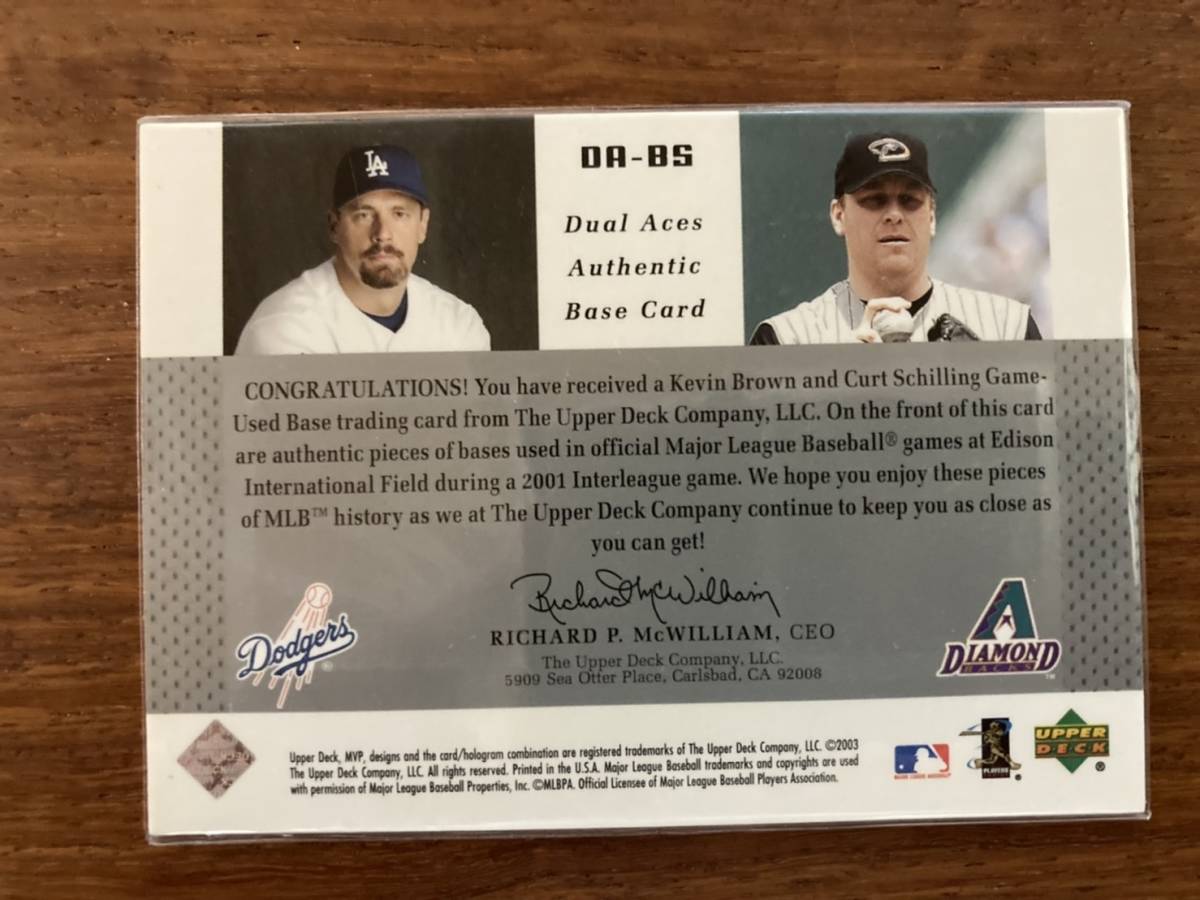 LA
DA-BS
Dual Aces
Authentic
Base Card
CONGRATULATIONS! You have received a Kevin Brown and Curt Schilling Game-
Used Base trading card from The Upper Deck Company, LLC. On the front of this card
are authentic pieces of bases used in official Major League Baseball® games at Edison
International Field during a 2001 Interleague game. We hope you enjoy these pieces
of MLB™ history as we at The Upper Deck Company continue to keep you as close as
you can get!
Richard P McWilliam
RICHARD P. McWILLIAM, CEO
The Upper Deck Company, LLC.
5909 Sea Otter Place, Carlsbad, CA 92008
Dodgers ®
A
DIAMOND
BACKS ™
Upper Deck, MVP, designs and the card/hologram combination are registered trademarks of The Upper Deck Company, LLC. ©2003
The Upper Deck Company, LLC. All rights reserved. Printed in the U.S.A. Major League Baseball trademarks and copyrights are used
with permission of Major League Baseball Properties, Inc. ©MLBPA. Official Licensee of Major League Baseball Players Association.
PLAYERS ®
UPPER
DECK ®